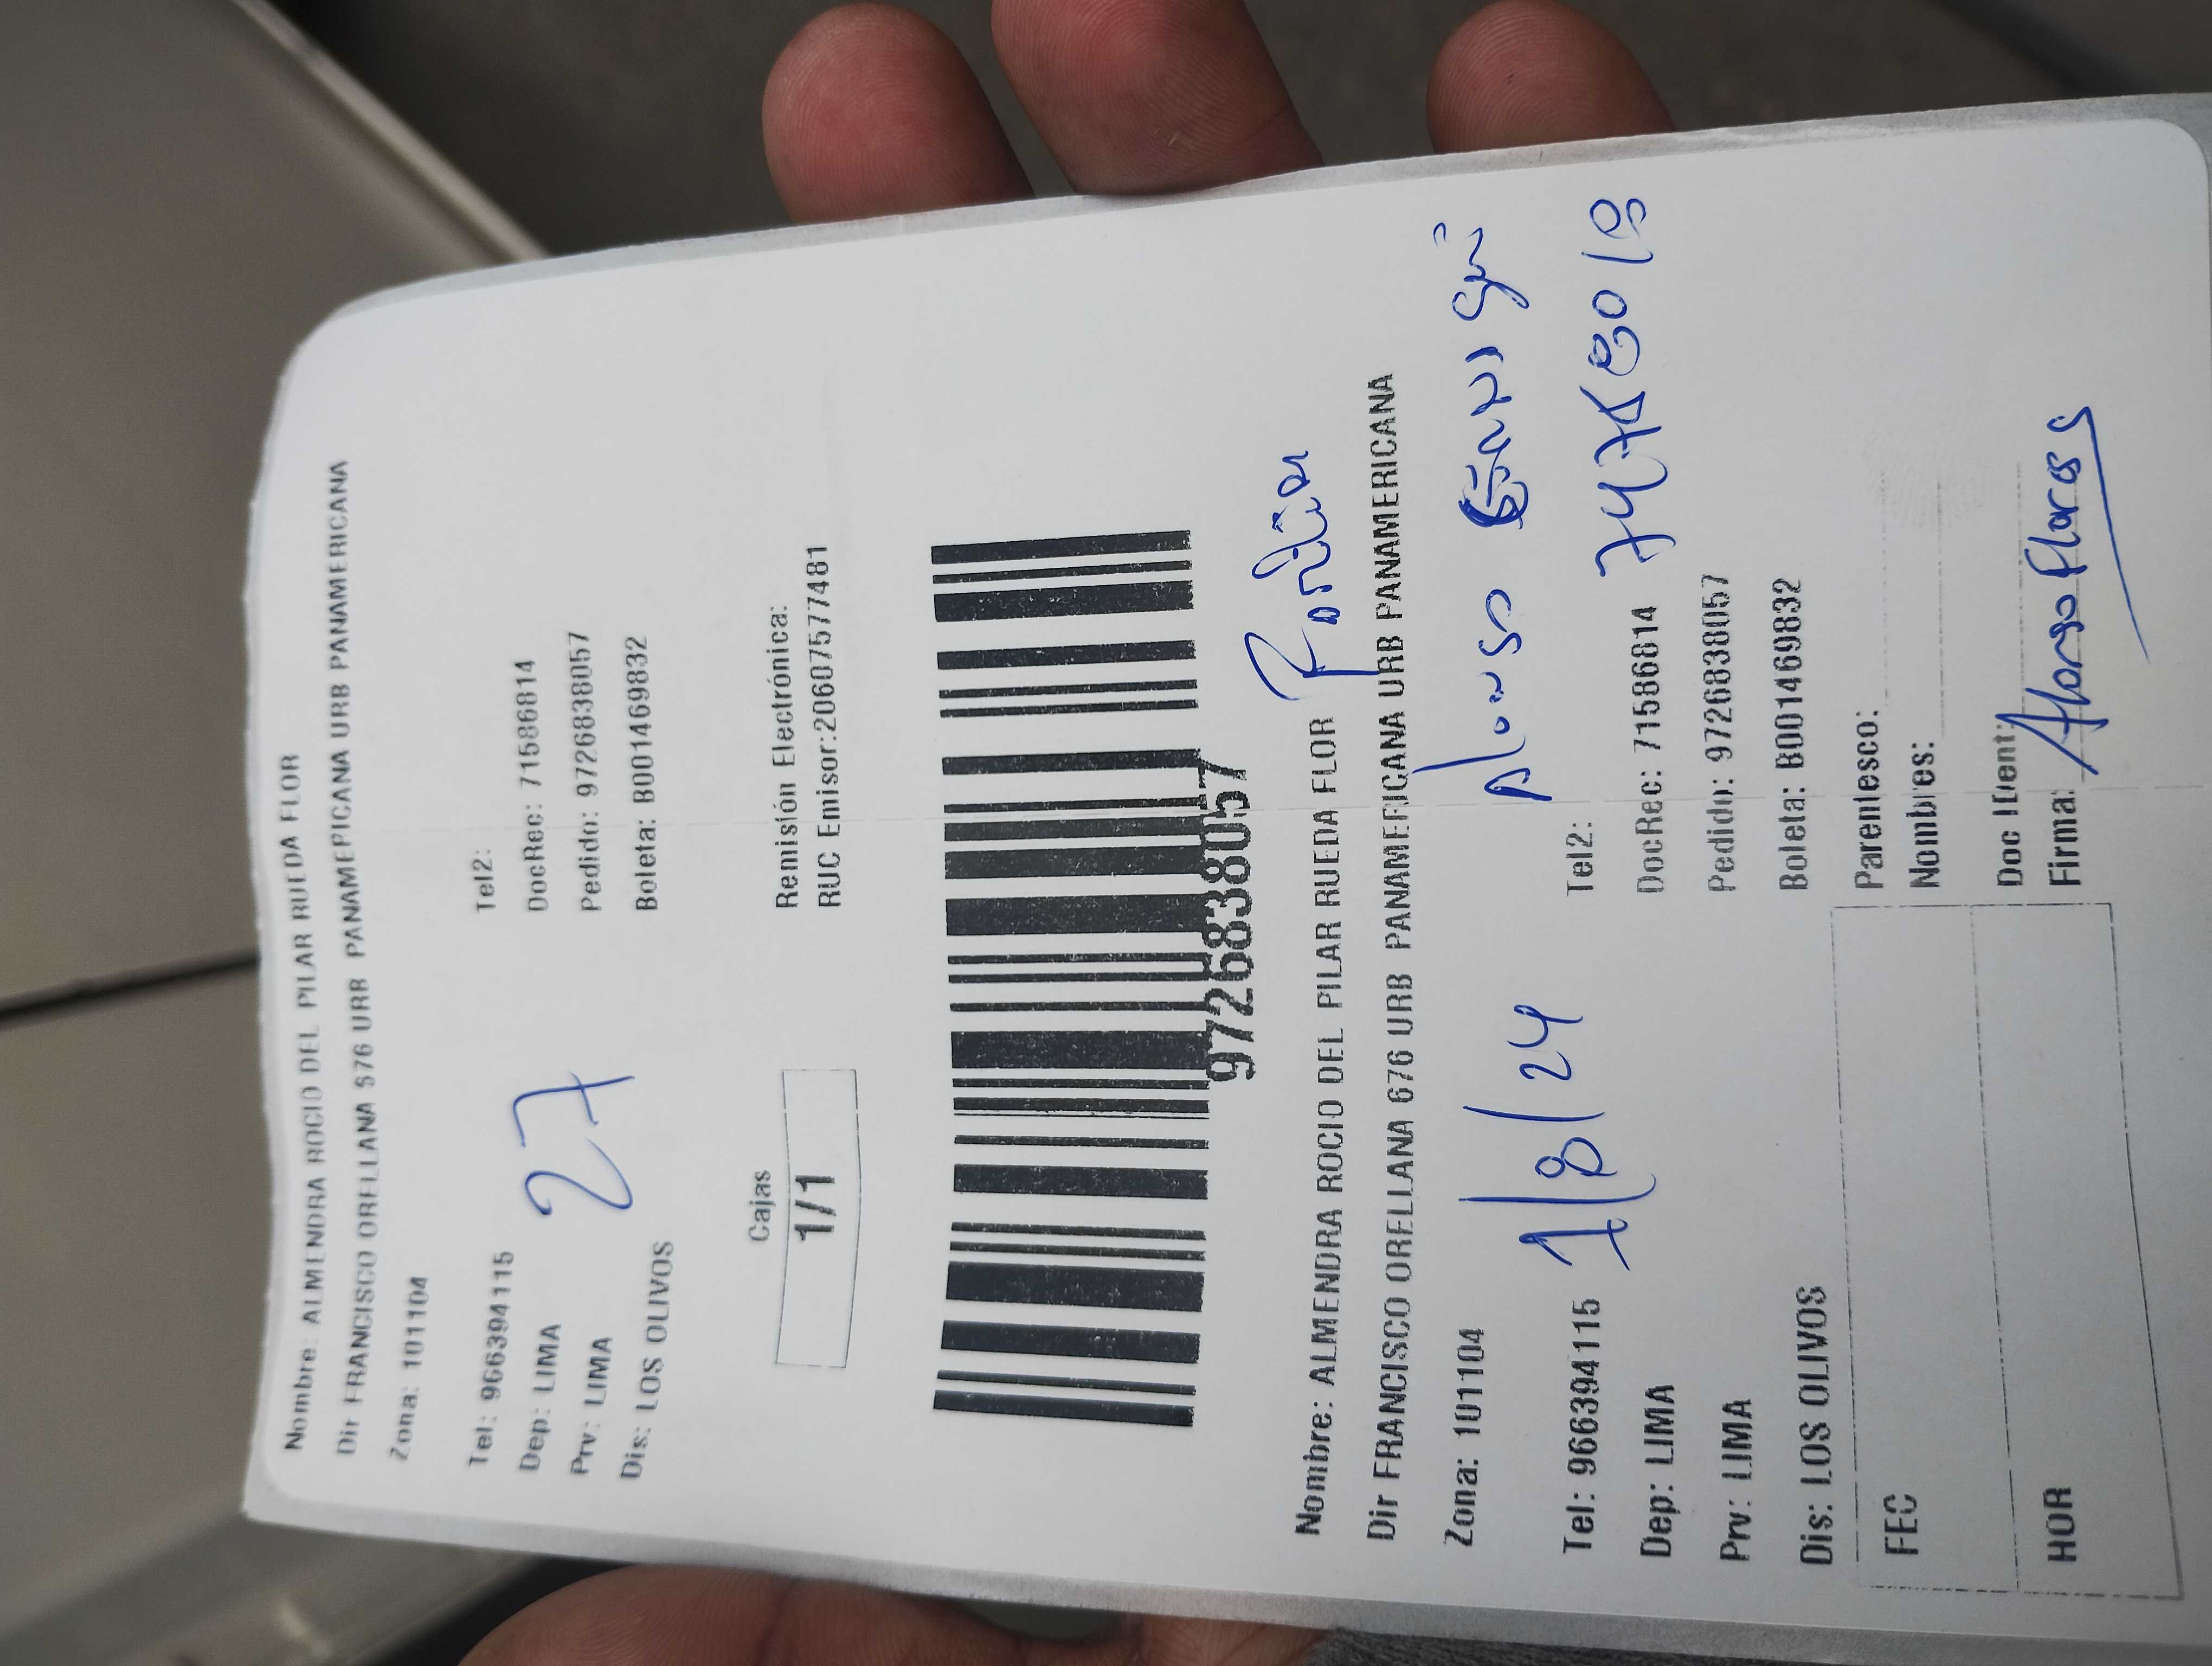 Nombre: ALMENDRA ROCIO DEL PILAR RUEDA FLOR
Dir FRANCISCO ORELLANA 676 URB PANAMERICANA URB PANAMERICANA
Zona: 101104
Tel: 966394115 Tel2:
Dep: LIMA DocRec: 71586814
Prv: LIMA Pedido: 9726838057
Dis: LOS OLIVOS Boleta: B001469832
27
Cajas
1/1
Remisión Electrónica:
RUC Emisor:20607577481
9726838057
Nombre: ALMENDRA ROCIO DEL PILAR RUEDA FLOR
Dir FRANCISCO ORELLANA 676 URB PANAMERICANA URB PANAMERICANA
Zona: 101104
Alonso
1/8/24
Tel: 966394115 Tel2:
Dep: LIMA DocRec: 71586814
Prv: LIMA Pedido: 9726838057
Dis: LOS OLIVOS Boleta: B001469832
FEC
HOR
Parentesco:
Nombres:
Doc Ident:
Firma: Alonso Flores